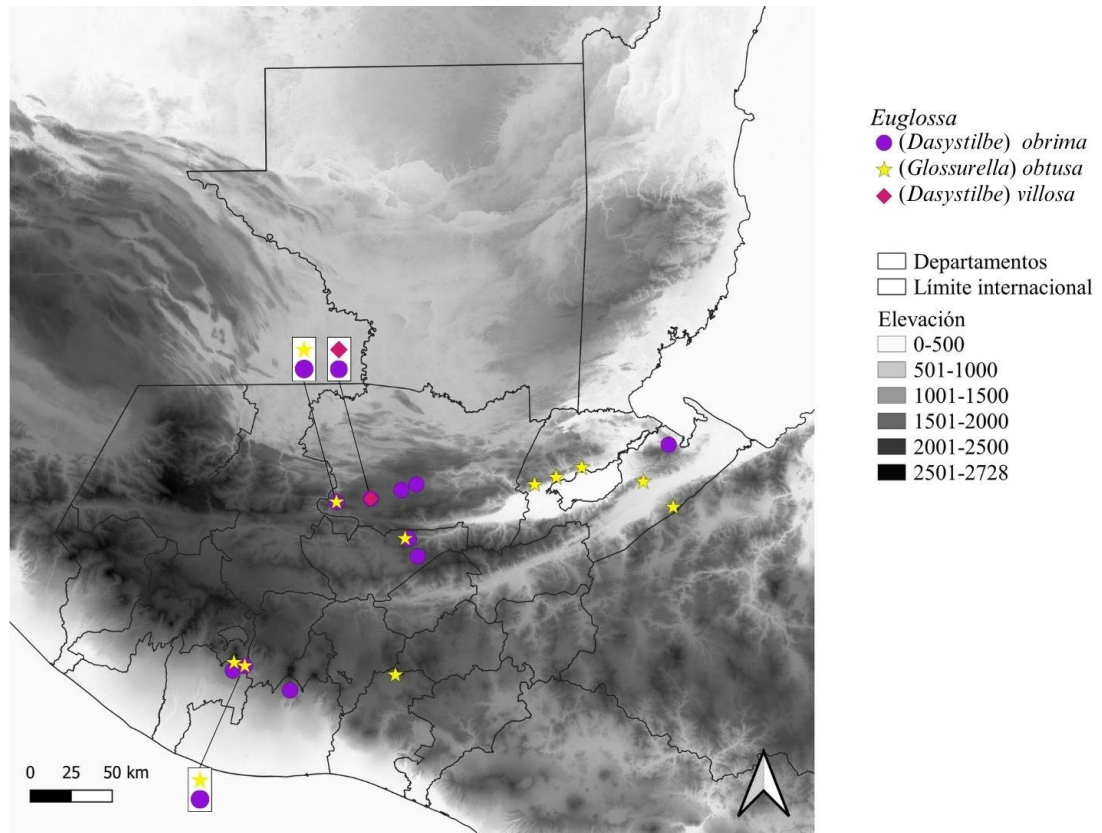 Euglossa
(Dasystilbe) obrima
(Glossurella) obtusa
(Dasystilbe) villosa
Departamentos
Límite internacional
Elevación
0-500
501-1000
1001-1500
1501-2000
2001-2500
2501-2728
0 25 50 km